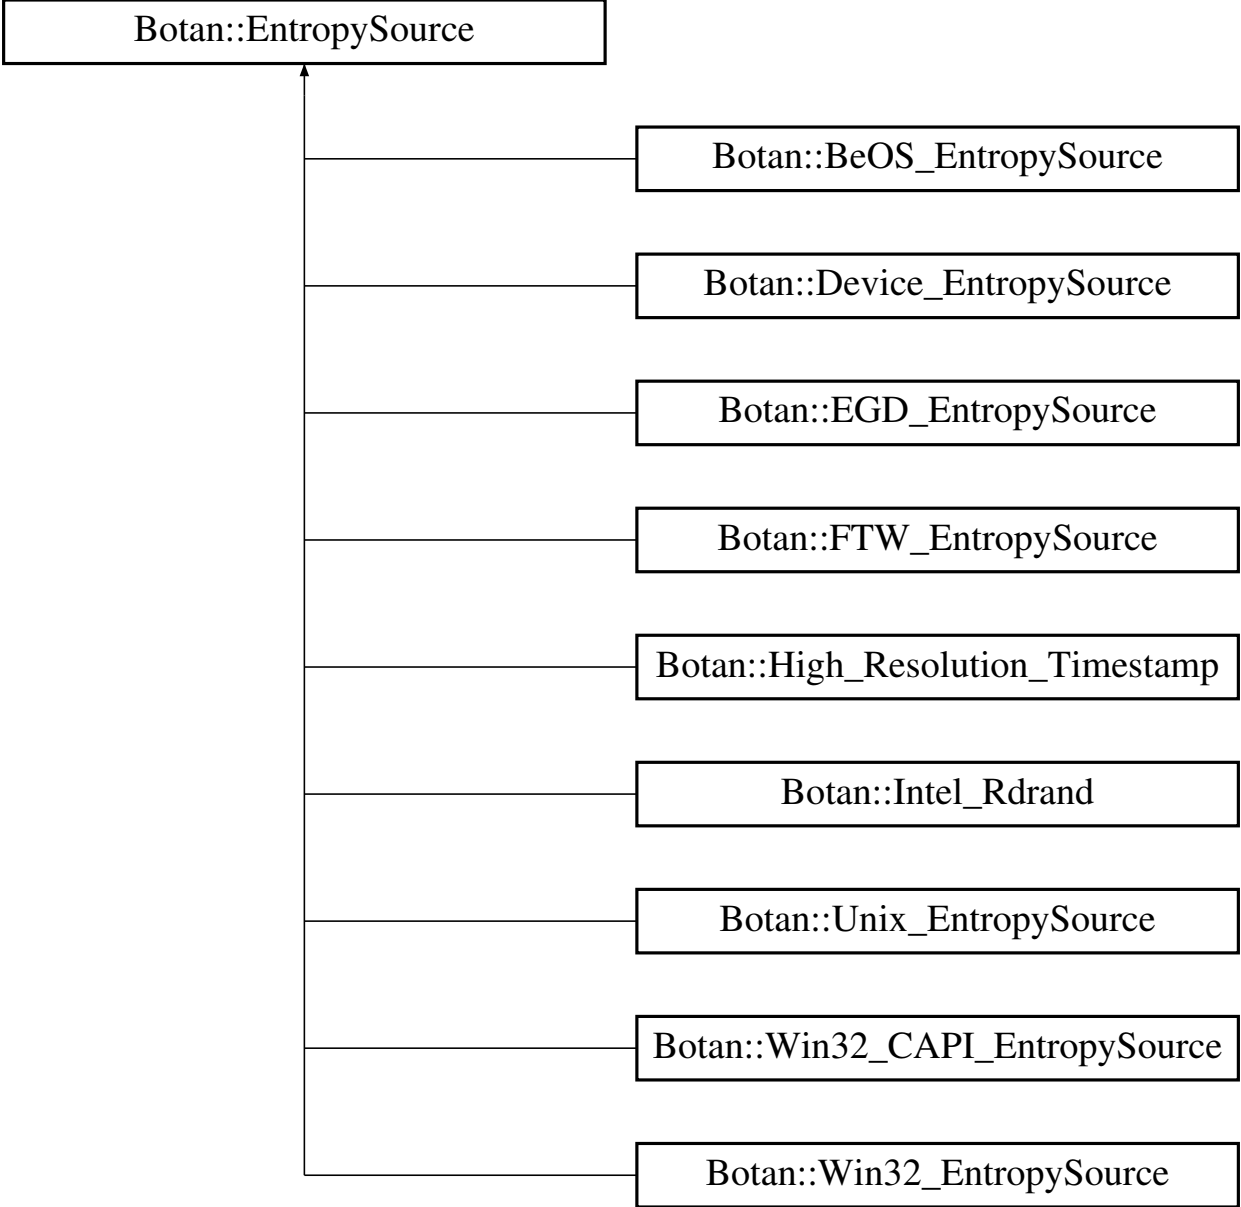 Botan::EntropySource
Botan::BeOS_EntropySource
Botan::Device_EntropySource
Botan::EGD_EntropySource
Botan::FTW_EntropySource
Botan::High_Resolution_Timestamp
Botan::Intel_Rdrand
Botan::Unix_EntropySource
Botan::Win32_CAPI_EntropySource
Botan::Win32_EntropySource